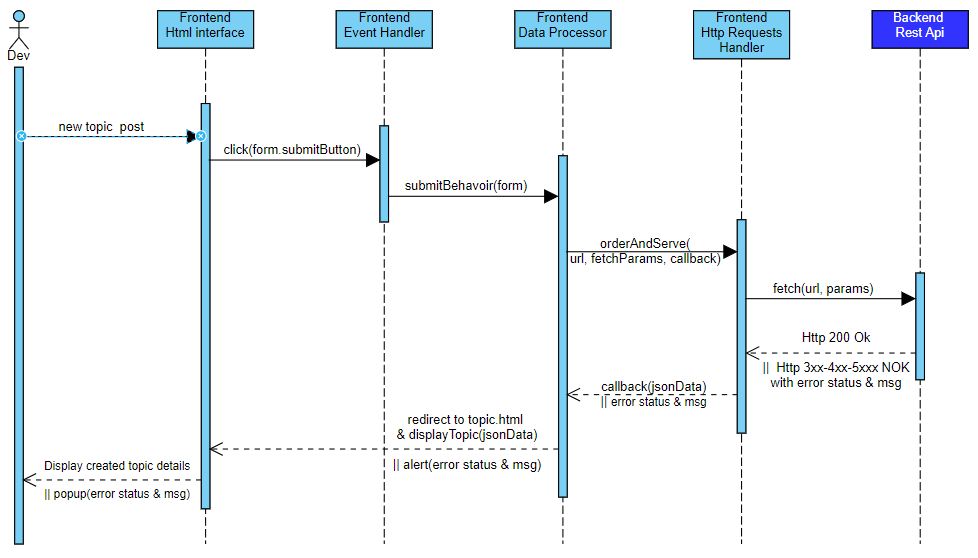 Frontend
Html interface
Frontend
Event Handler
Frontend
Data Processor
Frontend
Http Requests
Handler
Backend
Rest Api
Dev
new topic  post
click(form.submitButton)
submitBehavoir(form)
orderAndServe(
url, fetchParams, callback)
fetch(url, params)
Http 200 Ok
||  Http 3xx-4xx-5xxx NOK
with error status & msg
callback(jsonData)
|| error status & msg
redirect to topic.html
& displayTopic(jsonData)
|| alert(error status & msg)
Display created topic details
|| popup(error status & msg)